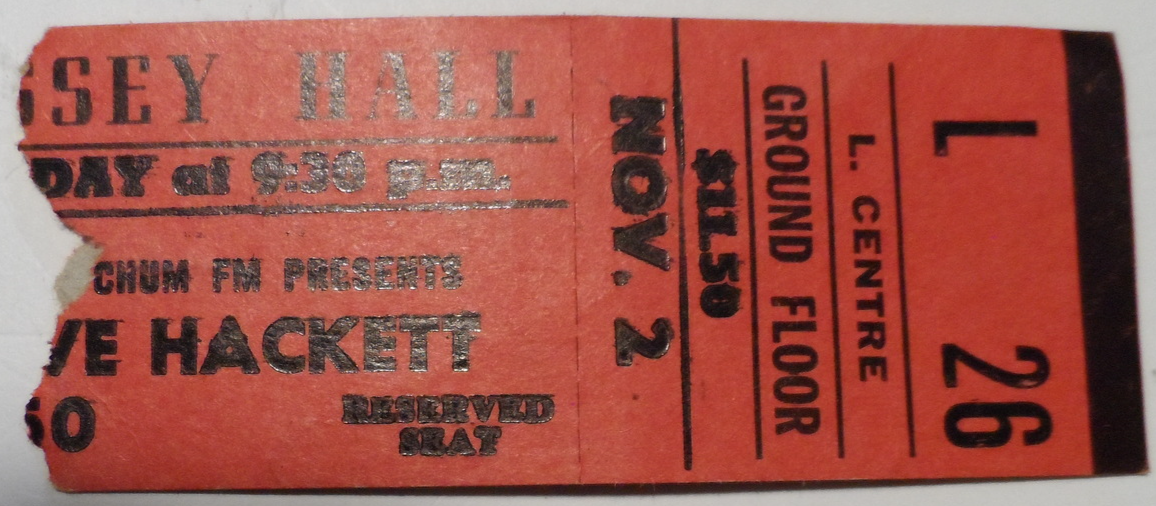 SSEY HALL
DAY at 9:30 p.m.
CHUM FM PRESENTS
VE HACKETT
50
RESERVED
SEAT
NOV. 2
$11.50
GROUND FLOOR
L. CENTRE
L 26